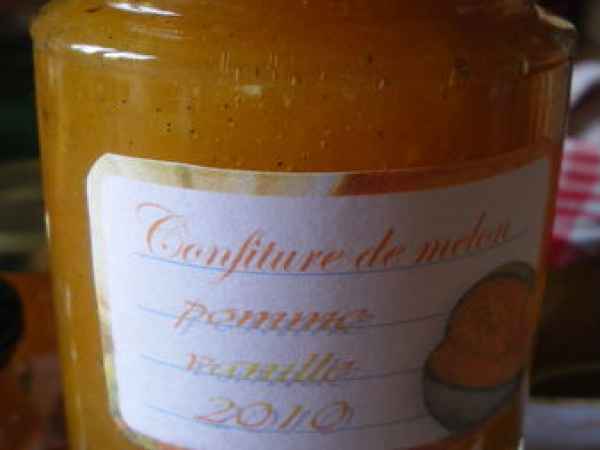 Confiture de melon
pomme
vanille
2010